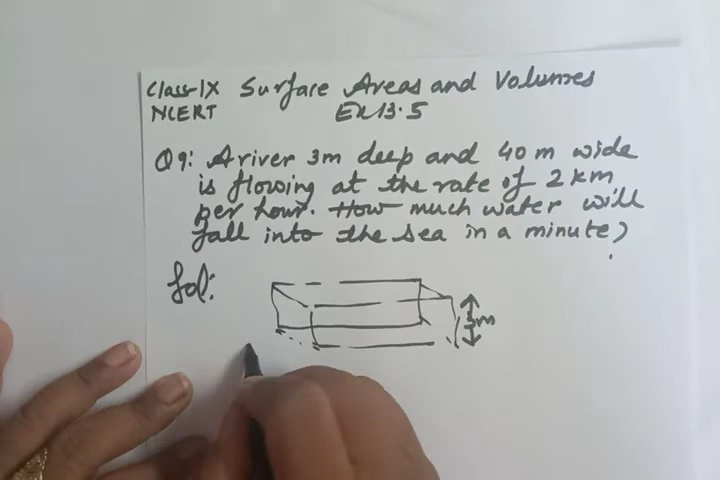 Class-IX Surface Areas and Volumes
NCERT Ex 13.5
Q9: A river 3m deep and 40 m wide
is flowing at the rate of 2 km
per hour. How much water will
fall into the sea in a minute?
Sol:
3m